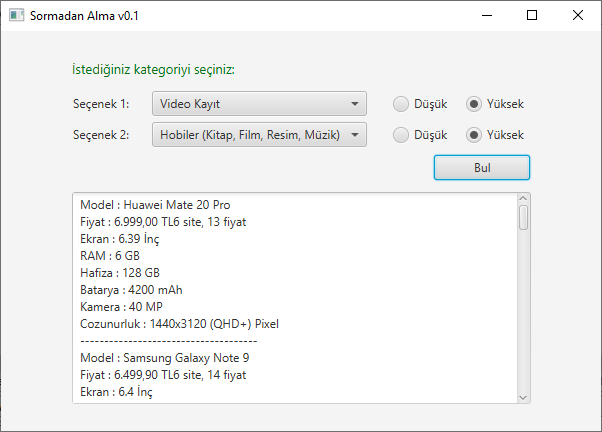 Sormadan Alma v0.1
İstediğiniz kategoriyi seçiniz:
Seçenek 1: Video Kayıt Düşük Yüksek
Seçenek 2: Hobiler (Kitap, Film, Resim, Müzik) Düşük Yüksek
Bul
Model : Huawei Mate 20 Pro
Fiyat : 6.999,00 TL6 site, 13 fiyat
Ekran : 6.39 İnç
RAM : 6 GB
Hafiza : 128 GB
Batarya : 4200 mAh
Kamera : 40 MP
Cozunurluk : 1440x3120 (QHD+) Pixel
-------------------------------------
Model : Samsung Galaxy Note 9
Fiyat : 6.499,90 TL6 site, 14 fiyat
Ekran : 6.4 İnç